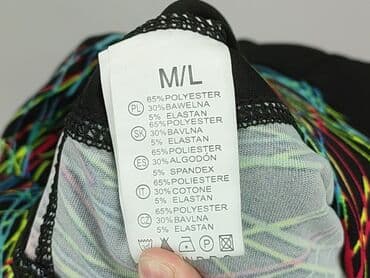 M/L
65% POLYESTER
PL 30% BAWEŁNA
5% ELASTAN
65% POLYESTER
SK 30% BAVLNA
5% ELASTAN
65% POLIESTER
ES 30% ALGODÓN
5% SPANDEX
65% POLIESTERE
IT 30% COTONE
5% ELASTAN
65% POLYESTER
CZ 30% BAVLNA
5% ELASTAN
P